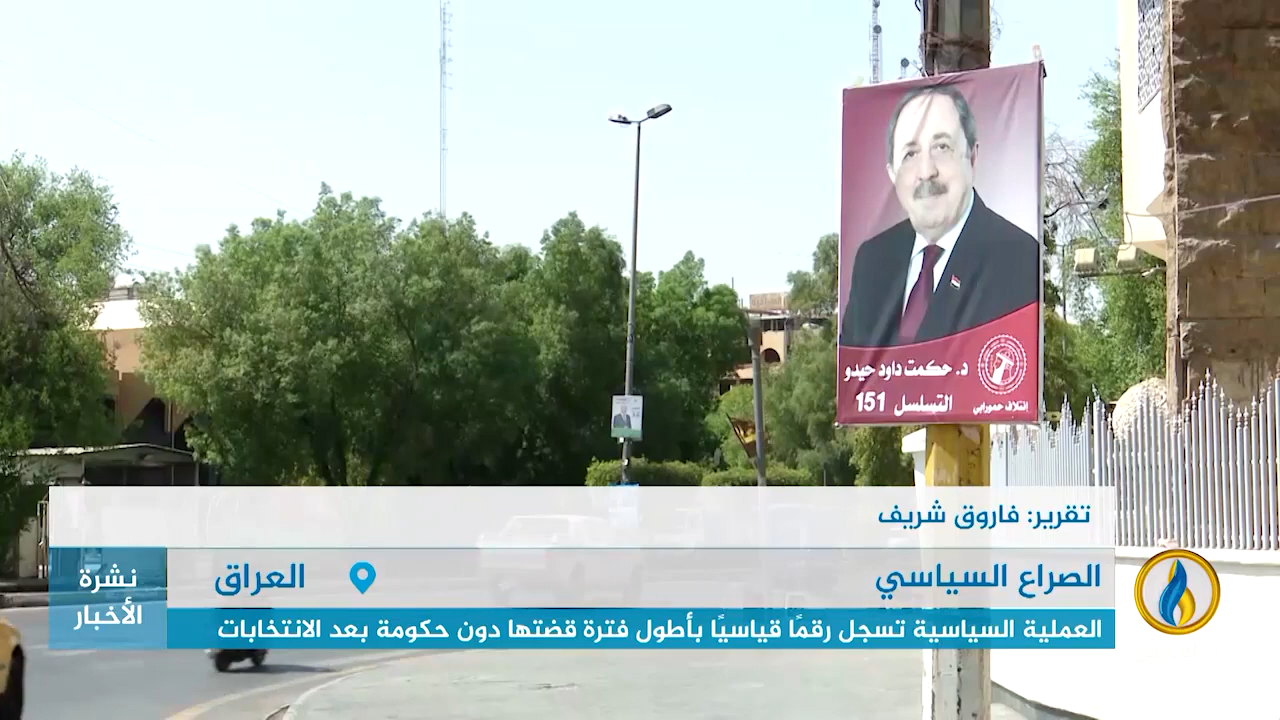 د. حكمت داود حيدو
التسلسل 151
ائتلاف حمورابي
تقرير: فاروق شريف
الصراع السياسي
العراق
نشرة
الأخبار
العملية السياسية تسجل رقمًا قياسيًا بأطول فترة قضتها دون حكومة بعد الانتخابات